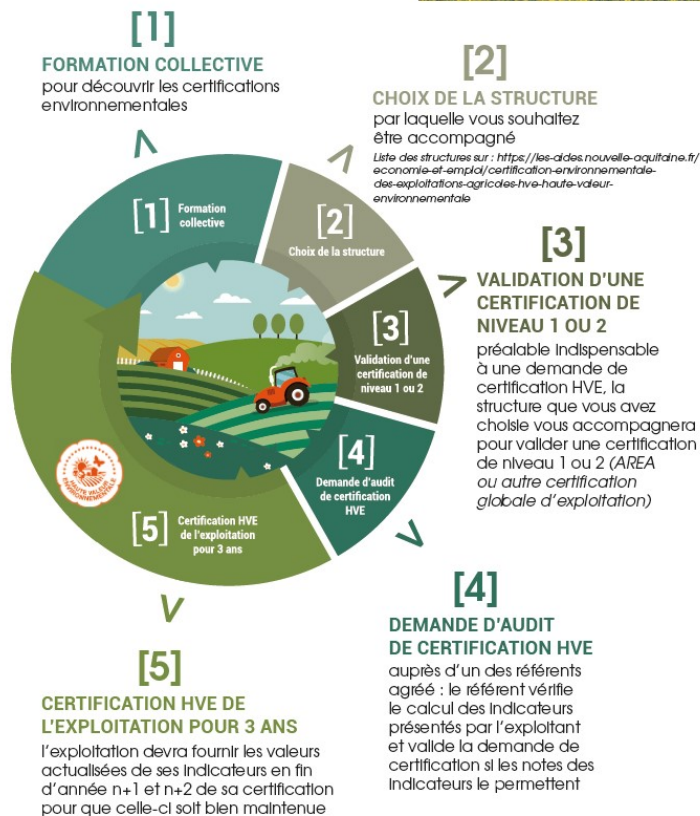 [1]
FORMATION COLLECTIVE
pour découvrir les certifications
environnementales
[2]
CHOIX DE LA STRUCTURE
par laquelle vous souhaitez
être accompagné
Liste des structures sur : https://les-aides.nouvelle-aquitaine.fr/
economie-et-emploi/certification-environnementale-
des-exploitations-agricoles-hve-haute-valeur-
environnementale
[3]
VALIDATION D'UNE
CERTIFICATION DE
NIVEAU 1 OU 2
préalable indispensable
à une demande de
certification HVE, la
structure que vous avez
choisie vous accompagnera
pour valider une certification
de niveau 1 ou 2 (AREA
ou autre certification
globale d'exploitation)
[4]
DEMANDE D'AUDIT
DE CERTIFICATION HVE
auprès d'un des référents
agréé : le référent vérifie
le calcul des indicateurs
présentés par l'exploitant
et valide la demande de
certification si les notes des
indicateurs le permettent
[5]
CERTIFICATION HVE DE
L'EXPLOITATION POUR 3 ANS
l'exploitation devra fournir les valeurs
actualisées de ses indicateurs en fin
d'année n+1 et n+2 de sa certification
pour que celle-ci soit bien maintenue
[1] Formation
collective
[2]
Choix de la structure
[3]
Validation d'une
certification de
niveau 1 ou 2
[4]
Demande d'audit
de certification
HVE
[5] Certification HVE
de l'exploitation
pour 3 ans
HAUTE VALEUR
ENVIRONNEMENTALE